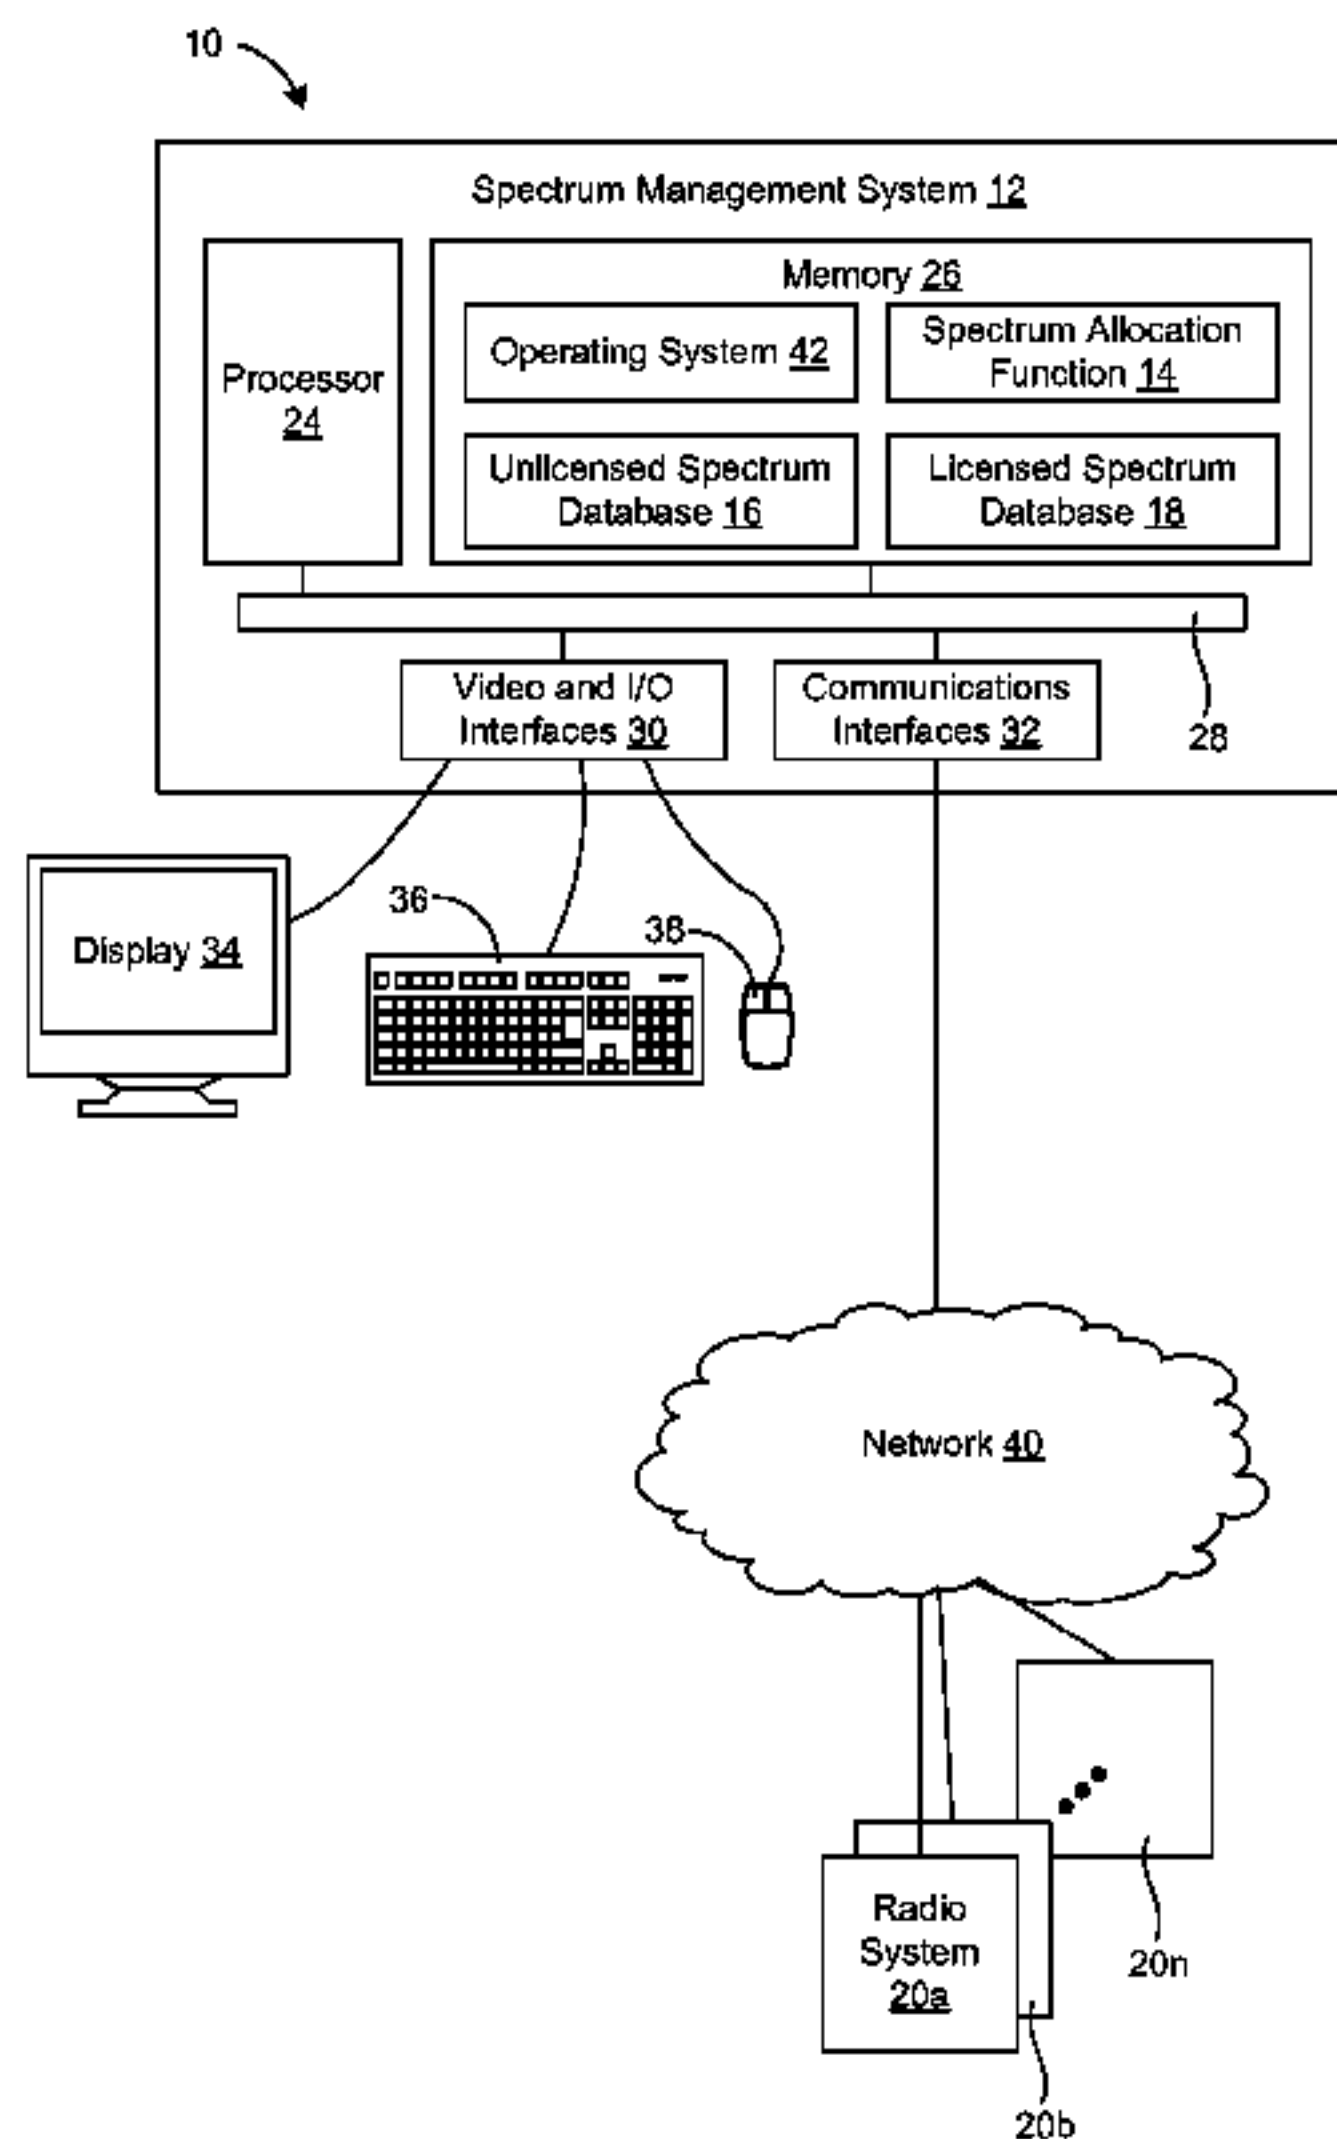 10
Spectrum Management System 12
Memory 26
Operating System 42
Spectrum Allocation
Function 14
Processor
24
Unlicensed Spectrum
Database 16
Licensed Spectrum
Database 18
Video and I/O
Interfaces 30
Communications
Interfaces 32
28
36
38
Display 34
Network 40
Radio
System
20a
20n
20b